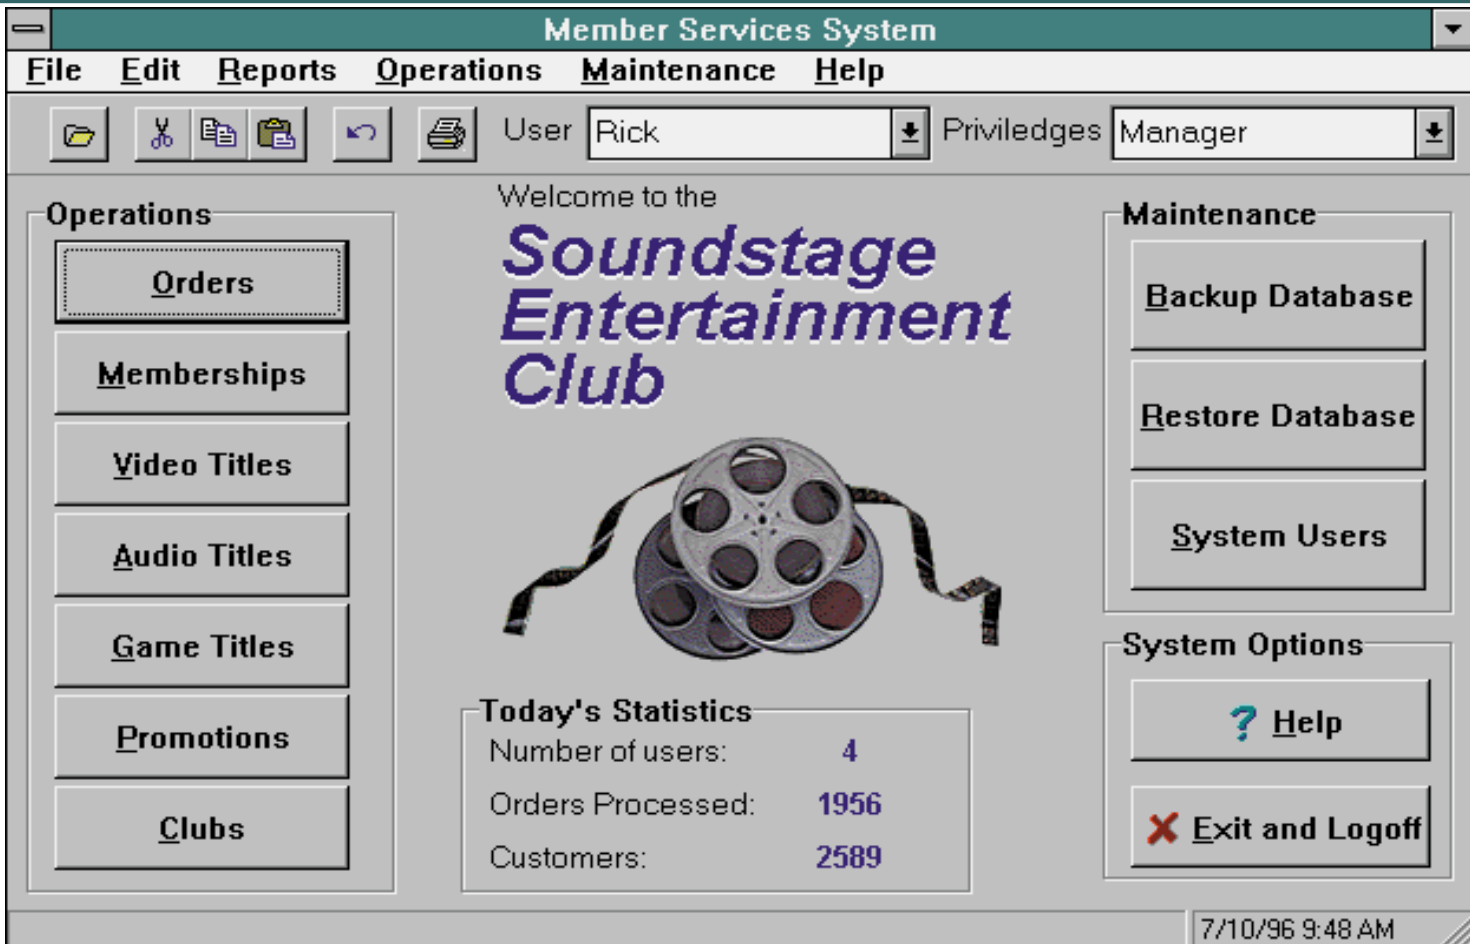 Member Services System
File Edit Reports Operations Maintenance Help
User Rick Priviledges Manager
Operations
Orders
Memberships
Video Titles
Audio Titles
Game Titles
Promotions
Clubs
Welcome to the
Soundstage
Entertainment
Club
Today's Statistics
Number of users: 4
Orders Processed: 1956
Customers: 2589
Maintenance
Backup Database
Restore Database
System Users
System Options
? Help
Exit and Logoff
7/10/96 9:48 AM